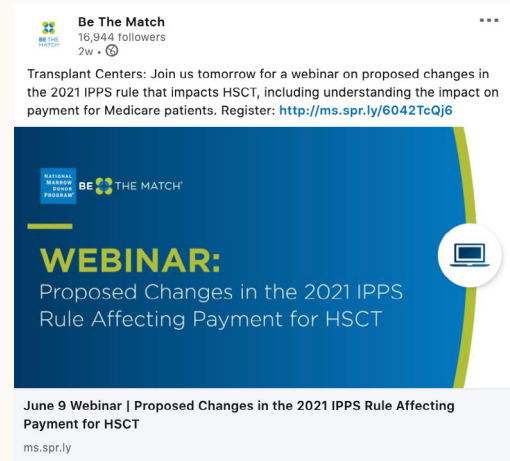 Be The Match
16,944 followers
2w •
BE THE
MATCH
Transplant Centers: Join us tomorrow for a webinar on proposed changes in
the 2021 IPPS rule that impacts HSCT, including understanding the impact on
payment for Medicare patients. Register: http://ms.spr.ly/6042TcQj6
NATIONAL
MARROW
DONOR
PROGRAM®
BE THE MATCH®
WEBINAR:
Proposed Changes in the 2021 IPPS
Rule Affecting Payment for HSCT
June 9 Webinar | Proposed Changes in the 2021 IPPS Rule Affecting
Payment for HSCT
ms.spr.ly